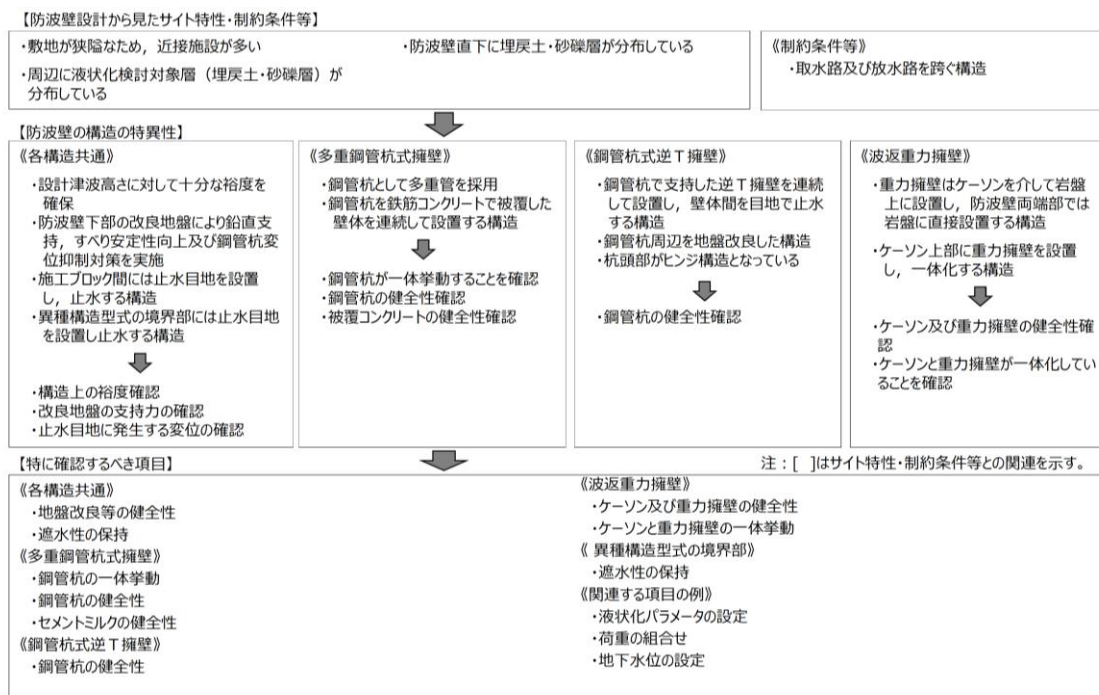 【防波壁設計から見たサイト特性・制約条件等】
・敷地が狭隘なため，近接施設が多い
・周辺に液状化検討対象層（埋戻土・砂礫層）が
分布している
・防波壁直下に埋戻土・砂礫層が分布している
《制約条件等》
・取水路及び放水路を跨ぐ構造
【防波壁の構造の特異性】
《各構造共通》
・設計津波高さに対して十分な裕度を
確保
・防波壁下部の改良地盤により鉛直支
持，すべり安定性向上及び鋼管杭変
位抑制対策を実施
・施工ブロック間には止水目地を設置
し，止水する構造
・異種構造型式の境界部には止水目地
を設置し止水する構造
・構造上の裕度確認
・改良地盤の支持力の確認
・止水目地に発生する変位の確認
《多重鋼管杭式擁壁》
・鋼管杭として多重管を採用
・鋼管杭を鉄筋コンクリートで被覆した
壁体を連続して設置する構造
・鋼管杭が一体挙動することを確認
・鋼管杭の健全性確認
・被覆コンクリートの健全性確認
《鋼管杭式逆Ｔ擁壁》
・鋼管杭で支持した逆Ｔ擁壁を連続
して設置し，壁体間を目地で止水
する構造
・鋼管杭周辺を地盤改良した構造
・杭頭部がヒンジ構造となっている
・鋼管杭の健全性確認
《波返重力擁壁》
・重力擁壁はケーソンを介して岩盤
上に設置し，防波壁両端部では
岩盤に直接設置する構造
・ケーソン上部に重力擁壁を設置
し，一体化する構造
・ケーソン及び重力擁壁の健全性確
認
・ケーソンと重力擁壁が一体化してい
ることを確認
【特に確認するべき項目】
注：[ ]はサイト特性・制約条件等との関連を示す。
《各構造共通》
・地盤改良等の健全性
・遮水性の保持
《多重鋼管杭式擁壁》
・鋼管杭の一体挙動
・鋼管杭の健全性
・セメントミルクの健全性
《鋼管杭式逆Ｔ擁壁》
・鋼管杭の健全性
《波返重力擁壁》
・ケーソン及び重力擁壁の健全性
・ケーソンと重力擁壁の一体挙動
《 異種構造型式の境界部》
・遮水性の保持
《関連する項目の例》
・液状化パラメータの設定
・荷重の組合せ
・地下水位の設定